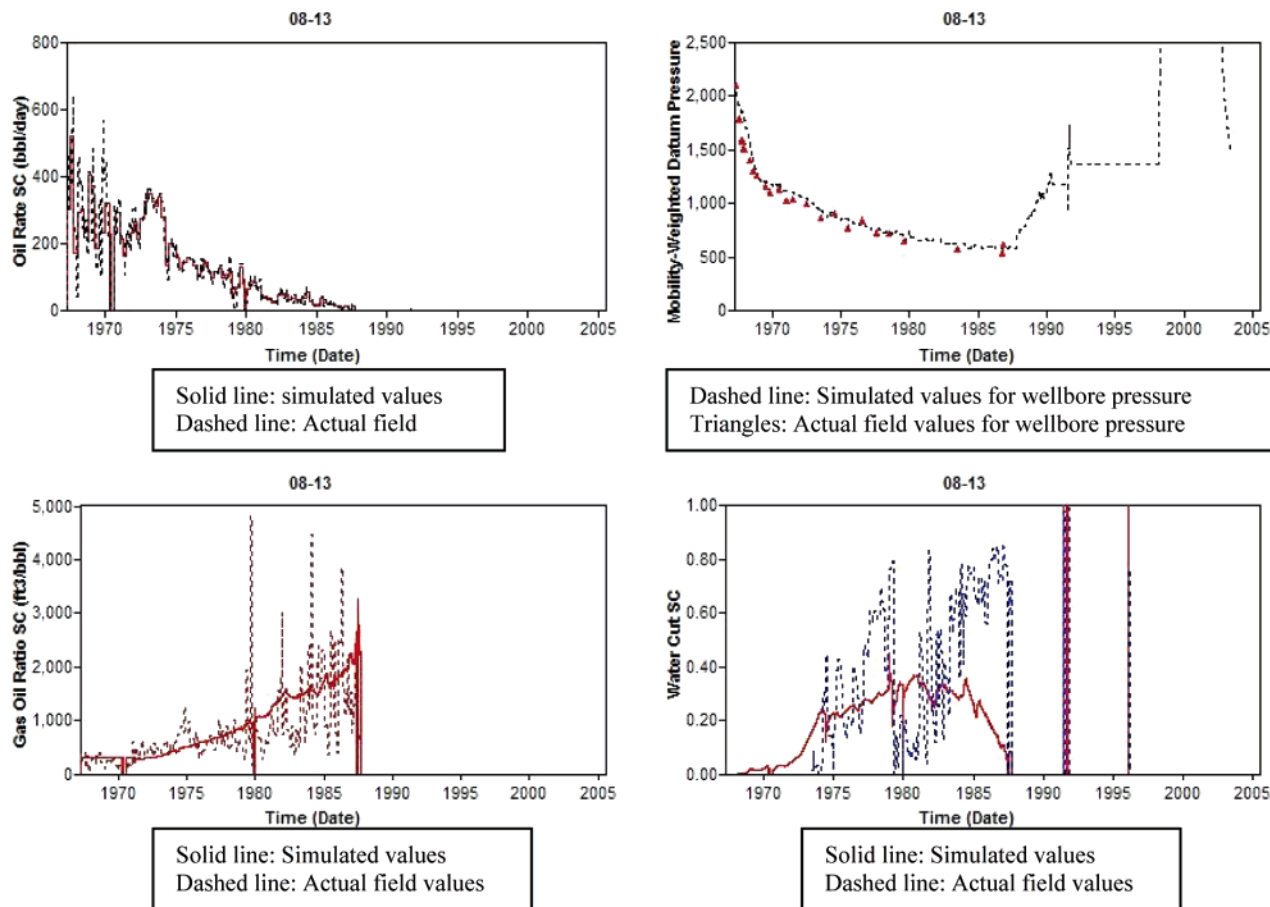 08-13
800
600
400
200
0
Oil Rate SC (bbl/day)
1970 1975 1980 1985 1990 1995 2000 2005
Time (Date)
Solid line: simulated values
Dashed line: Actual field
08-13
2,500
2,000
1,500
1,000
500
0
Mobility-Weighted Datum Pressure
1970 1975 1980 1985 1990 1995 2000 2005
Time (Date)
Dashed line: Simulated values for wellbore pressure
Triangles: Actual field values for wellbore pressure
08-13
5,000
4,000
3,000
2,000
1,000
0
Gas Oil Ratio SC (ft3/bbl)
1970 1975 1980 1985 1990 1995 2000 2005
Time (Date)
Solid line: Simulated values
Dashed line: Actual field values
08-13
1.00
0.80
0.60
0.40
0.20
0.00
Water Cut SC
1970 1975 1980 1985 1990 1995 2000 2005
Time (Date)
Solid line: Simulated values
Dashed line: Actual field values